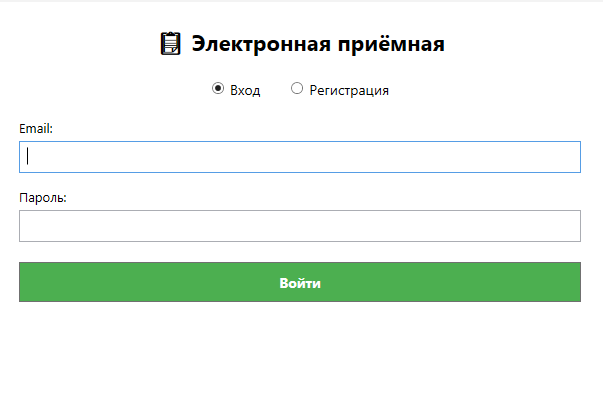 Электронная приёмная
Вход Регистрация
Email:
Пароль:
Войти